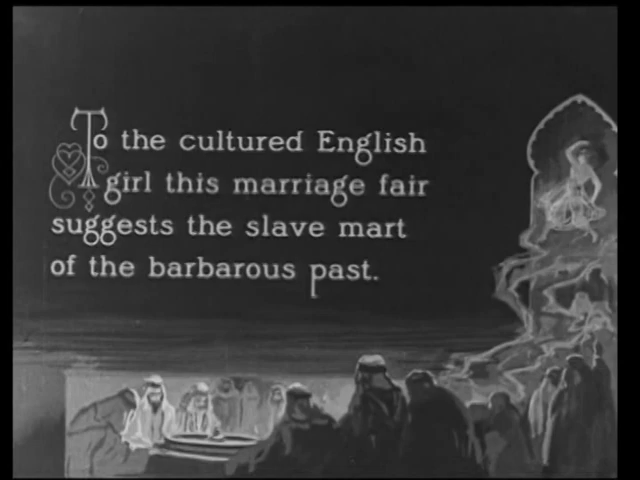 To the cultured English
girl this marriage fair
suggests the slave mart
of the barbarous past.